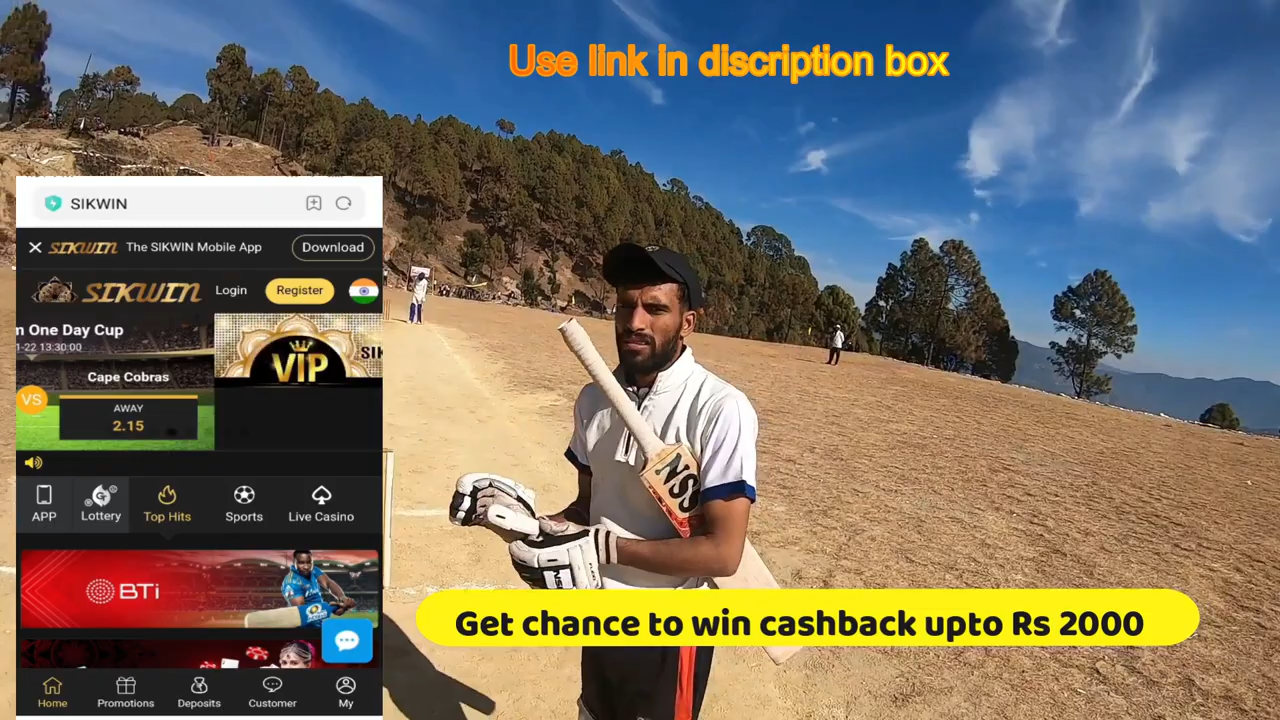 Use link in discription box
SIKWIN
SIKWIN The SIKWIN Mobile App Download
SIKWIN Login Register
n One Day Cup
1-22 13:30:00
Cape Cobras
VS
AWAY
2.15
VIP
SIK
APP Lottery Top Hits Sports Live Casino
BTi
Home Promotions Deposits Customer My
NSS
Get chance to win cashback upto Rs 2000